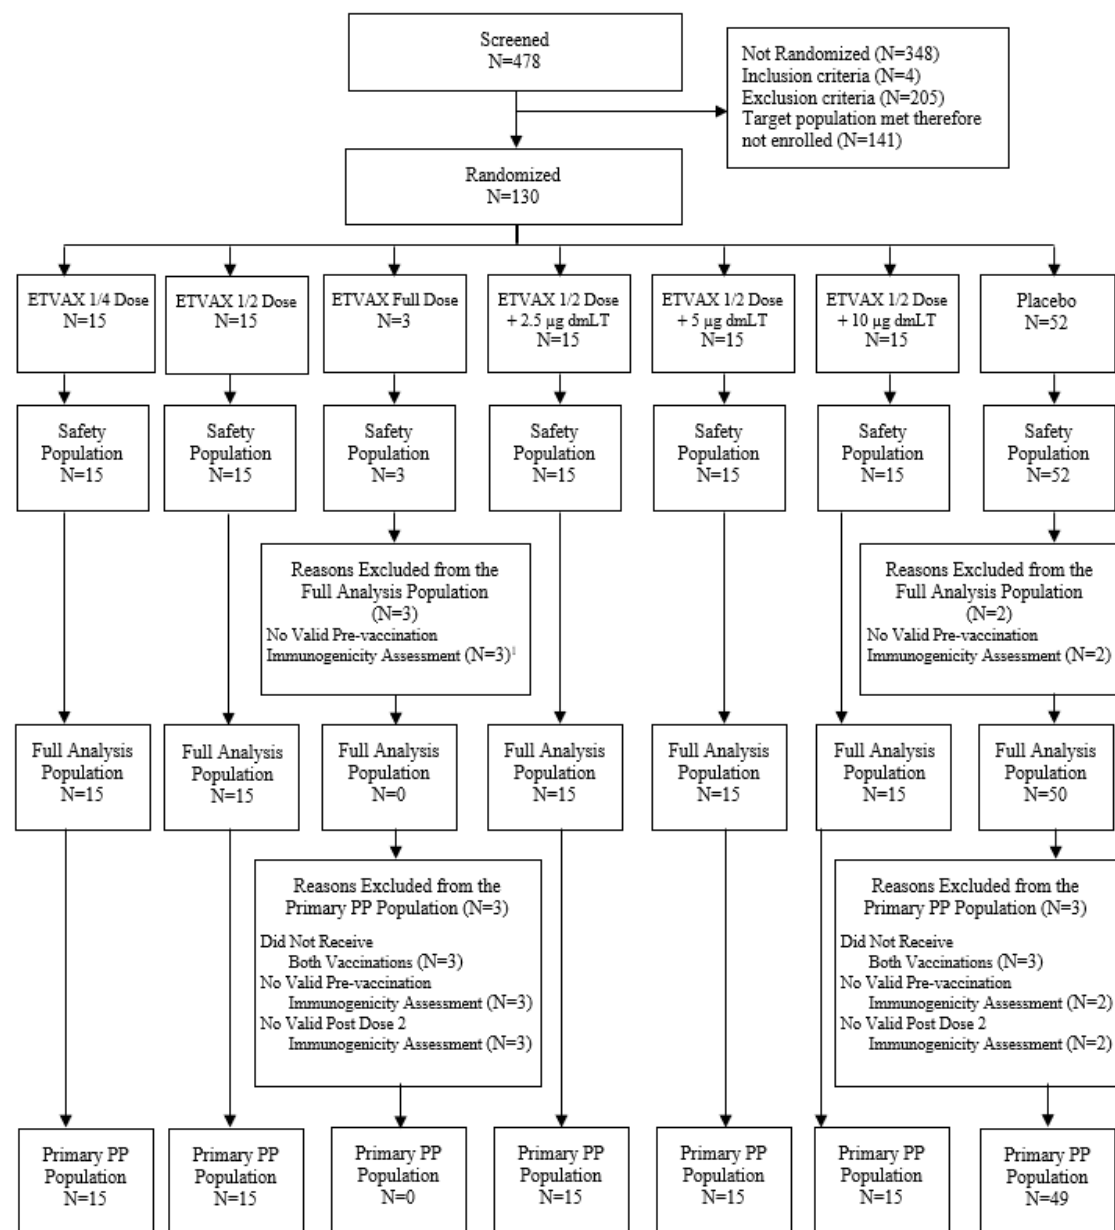 Screened
N=478
Not Randomized (N=348)
Inclusion criteria (N=4)
Exclusion criteria (N=205)
Target population met therefore
not enrolled (N=141)
Randomized
N=130
ETVAX 1/4 Dose
N=15
ETVAX 1/2 Dose
N=15
ETVAX Full Dose
N=3
ETVAX 1/2 Dose
+ 2.5 µg dmLT
N=15
ETVAX 1/2 Dose
+ 5 µg dmLT
N=15
ETVAX 1/2 Dose
+ 10 µg dmLT
N=15
Placebo
N=52
Safety
Population
N=15
Safety
Population
N=15
Safety
Population
N=3
Safety
Population
N=15
Safety
Population
N=15
Safety
Population
N=15
Safety
Population
N=52
Reasons Excluded from the
Full Analysis Population
(N=3)
No Valid Pre-vaccination
Immunogenicity Assessment (N=3)¹
Reasons Excluded from the
Full Analysis Population
(N=2)
No Valid Pre-vaccination
Immunogenicity Assessment (N=2)
Full Analysis
Population
N=15
Full Analysis
Population
N=15
Full Analysis
Population
N=0
Full Analysis
Population
N=15
Full Analysis
Population
N=15
Full Analysis
Population
N=15
Full Analysis
Population
N=50
Reasons Excluded from the
Primary PP Population (N=3)
Did Not Receive
Both Vaccinations (N=3)
No Valid Pre-vaccination
Immunogenicity Assessment (N=3)
No Valid Post Dose 2
Immunogenicity Assessment (N=3)
Reasons Excluded from the
Primary PP Population (N=3)
Did Not Receive
Both Vaccinations (N=3)
No Valid Pre-vaccination
Immunogenicity Assessment (N=2)
No Valid Post Dose 2
Immunogenicity Assessment (N=2)
Primary PP
Population
N=15
Primary PP
Population
N=15
Primary PP
Population
N=0
Primary PP
Population
N=15
Primary PP
Population
N=15
Primary PP
Population
N=15
Primary PP
Population
N=49